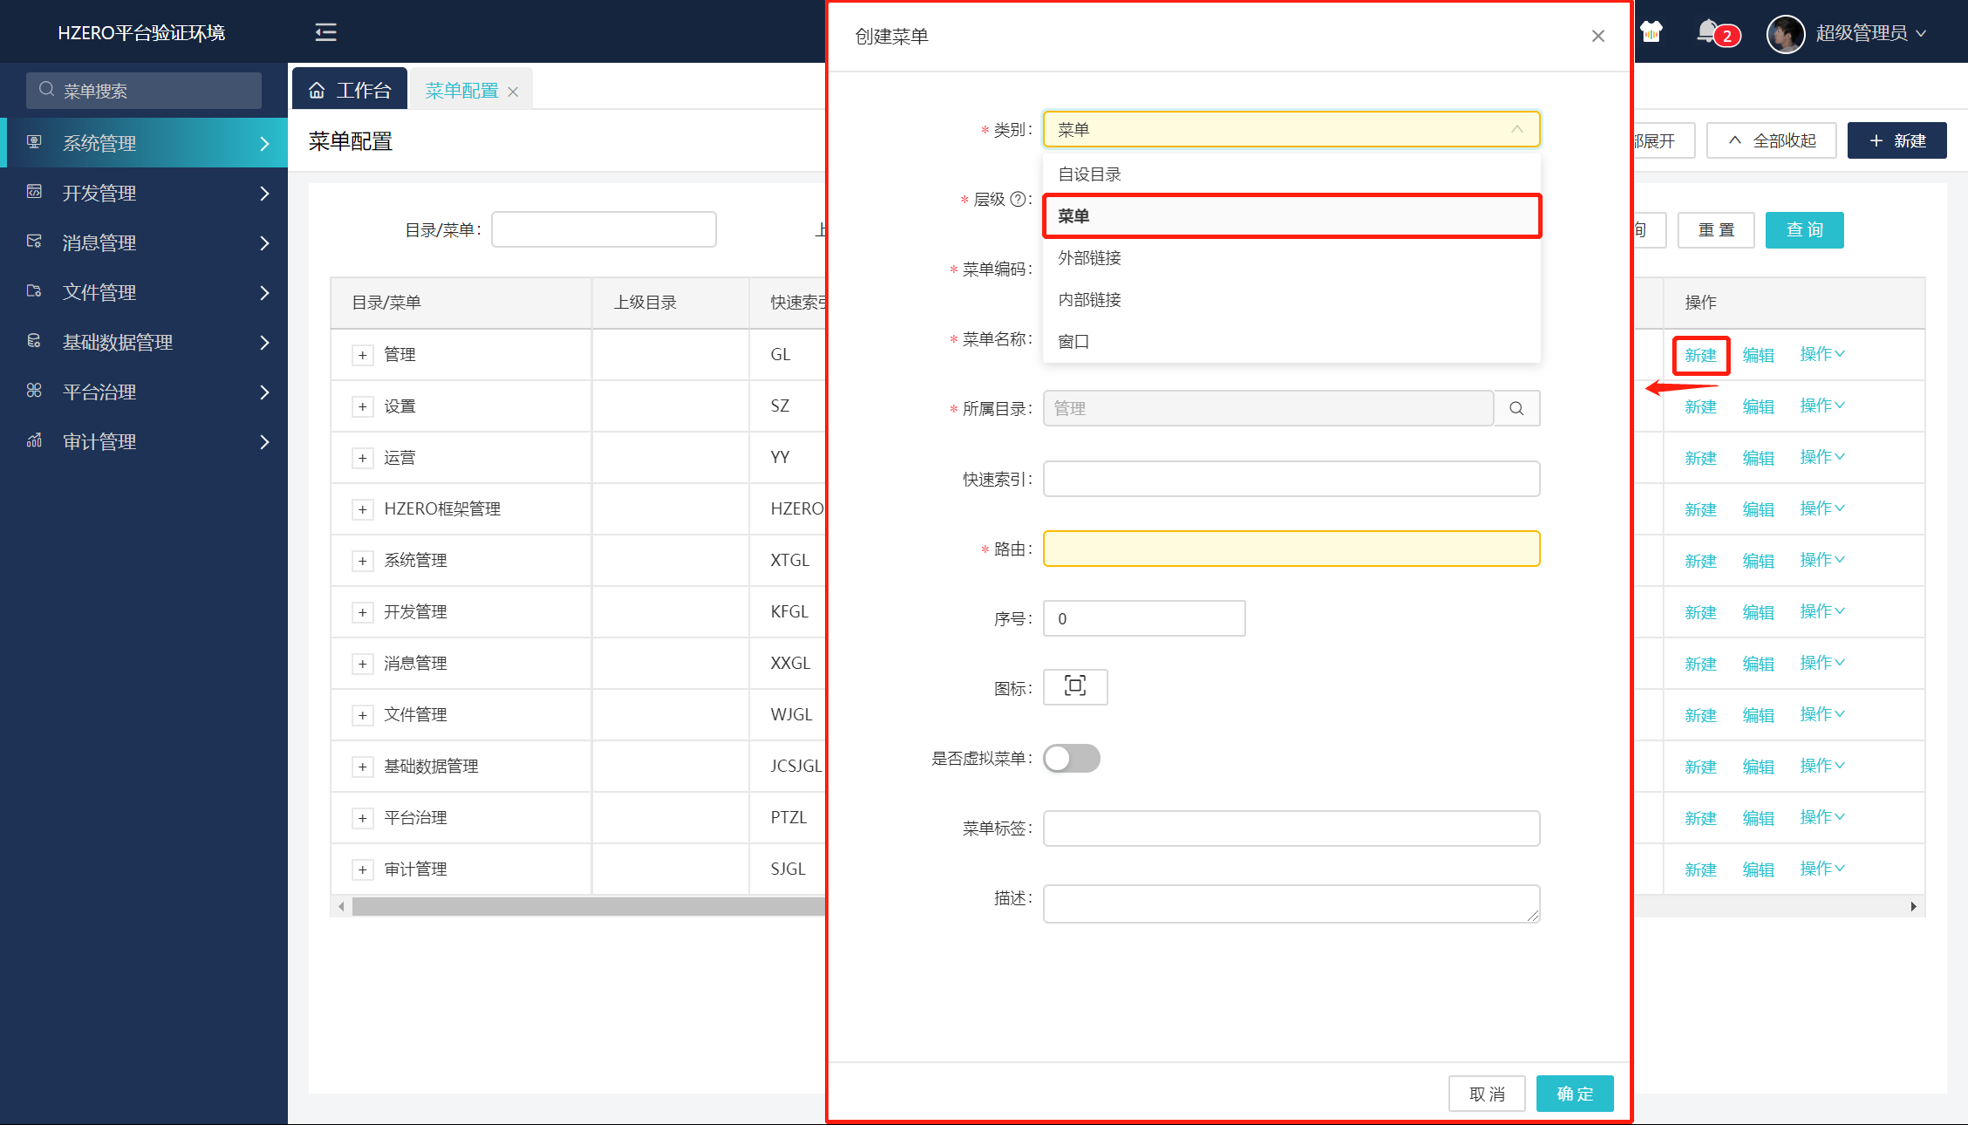 HZERO平台验证环境
2
超级管理员
菜单搜索
工作台
菜单配置
系统管理
开发管理
消息管理
文件管理
基础数据管理
平台治理
审计管理
菜单配置
部展开
全部收起
新建
目录/菜单:
上
询
重置
查询
目录/菜单 上级目录 快速索引 操作
管理 GL 新建 编辑 操作
设置 SZ 新建 编辑 操作
运营 YY 新建 编辑 操作
HZERO框架管理 HZERO 新建 编辑 操作
系统管理 XTGL 新建 编辑 操作
开发管理 KFGL 新建 编辑 操作
消息管理 XXGL 新建 编辑 操作
文件管理 WJGL 新建 编辑 操作
基础数据管理 JCSJGL 新建 编辑 操作
平台治理 PTZL 新建 编辑 操作
审计管理 SJGL 新建 编辑 操作
创建菜单
* 类别: 菜单
自设目录
* 层级 ?:
菜单
外部链接
* 菜单编码:
内部链接
* 菜单名称:
窗口
* 所属目录: 管理
快速索引:
* 路由:
序号: 0
图标:
是否虚拟菜单:
菜单标签:
描述:
取消
确定